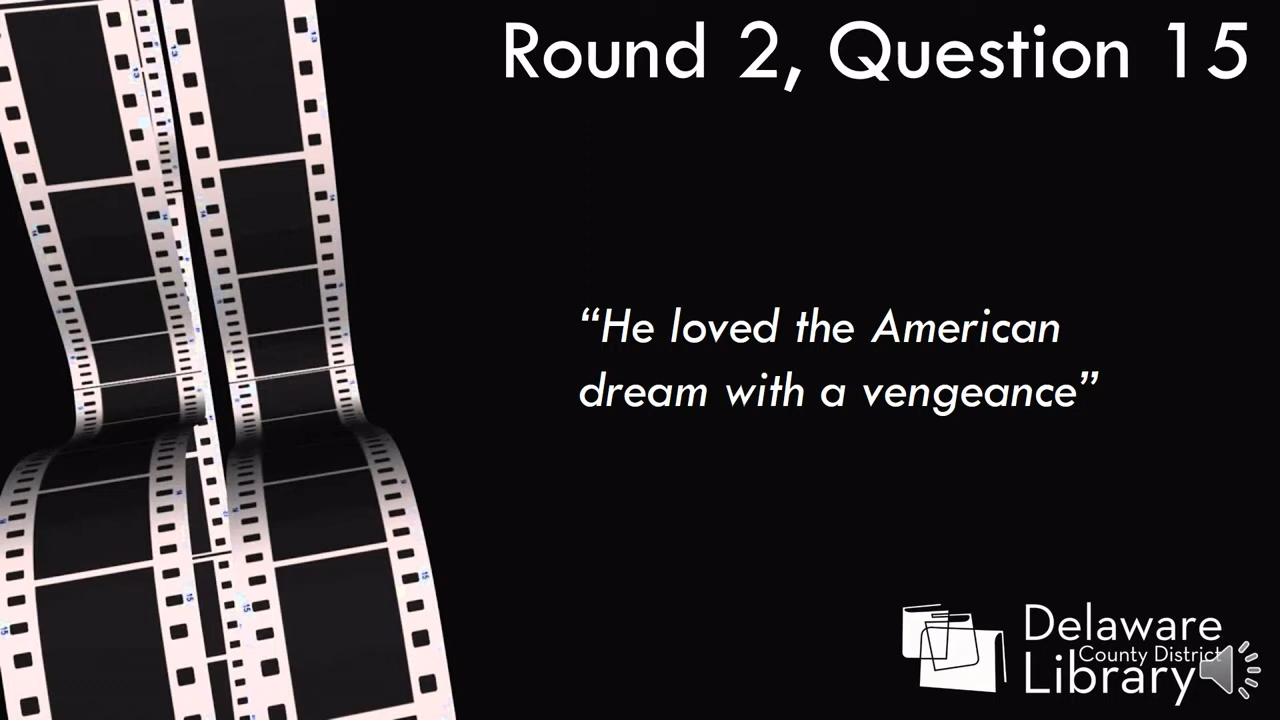 Round 2, Question 15
“He loved the American
dream with a vengeance”
Delaware
County District
Library